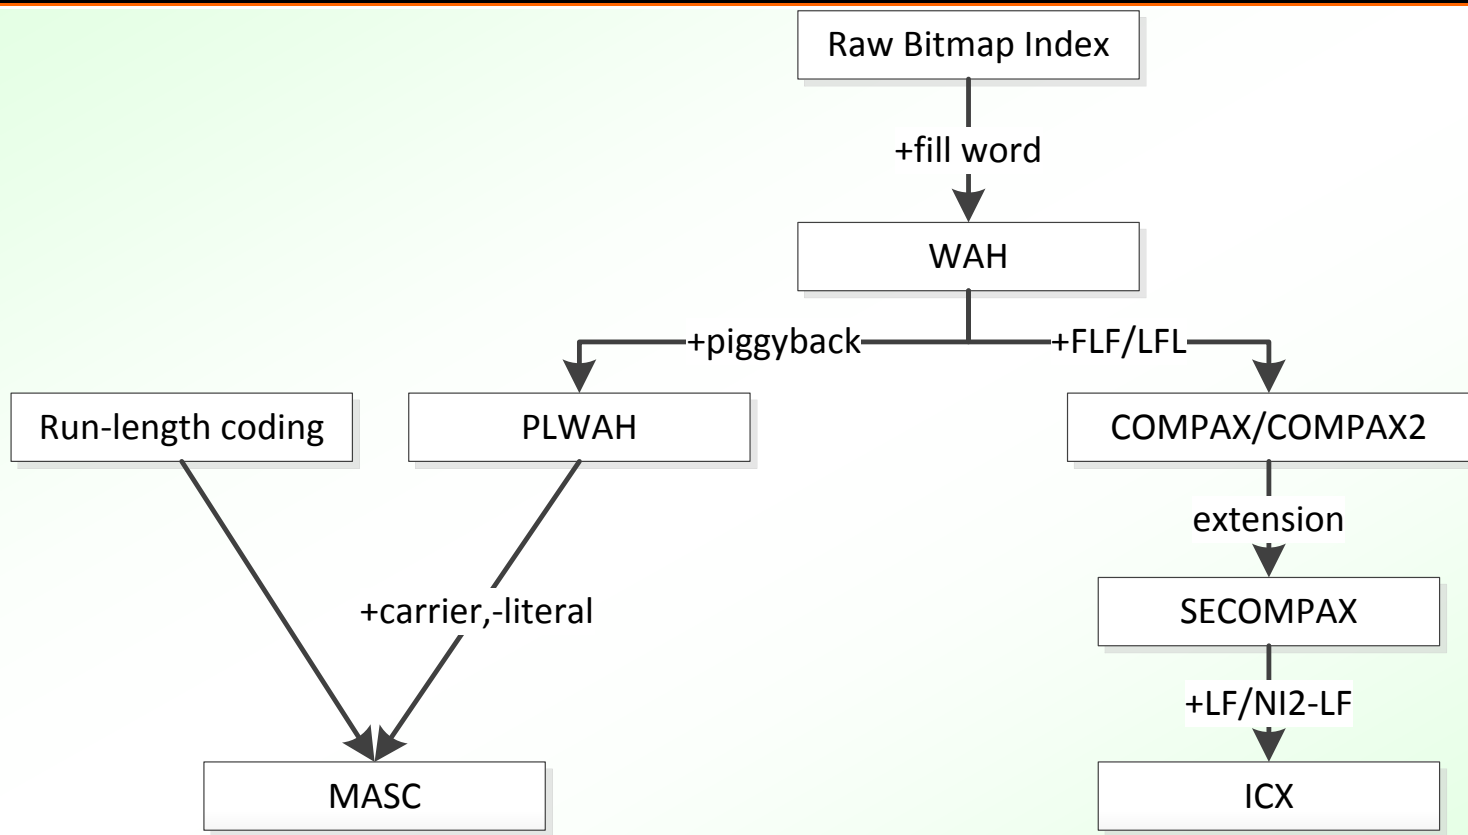 Raw Bitmap Index
+fill word
WAH
+piggyback
+FLF/LFL
Run-length coding
PLWAH
COMPAX/COMPAX2
extension
+carrier,-literal
SECOMPAX
+LF/NI2-LF
MASC
ICX